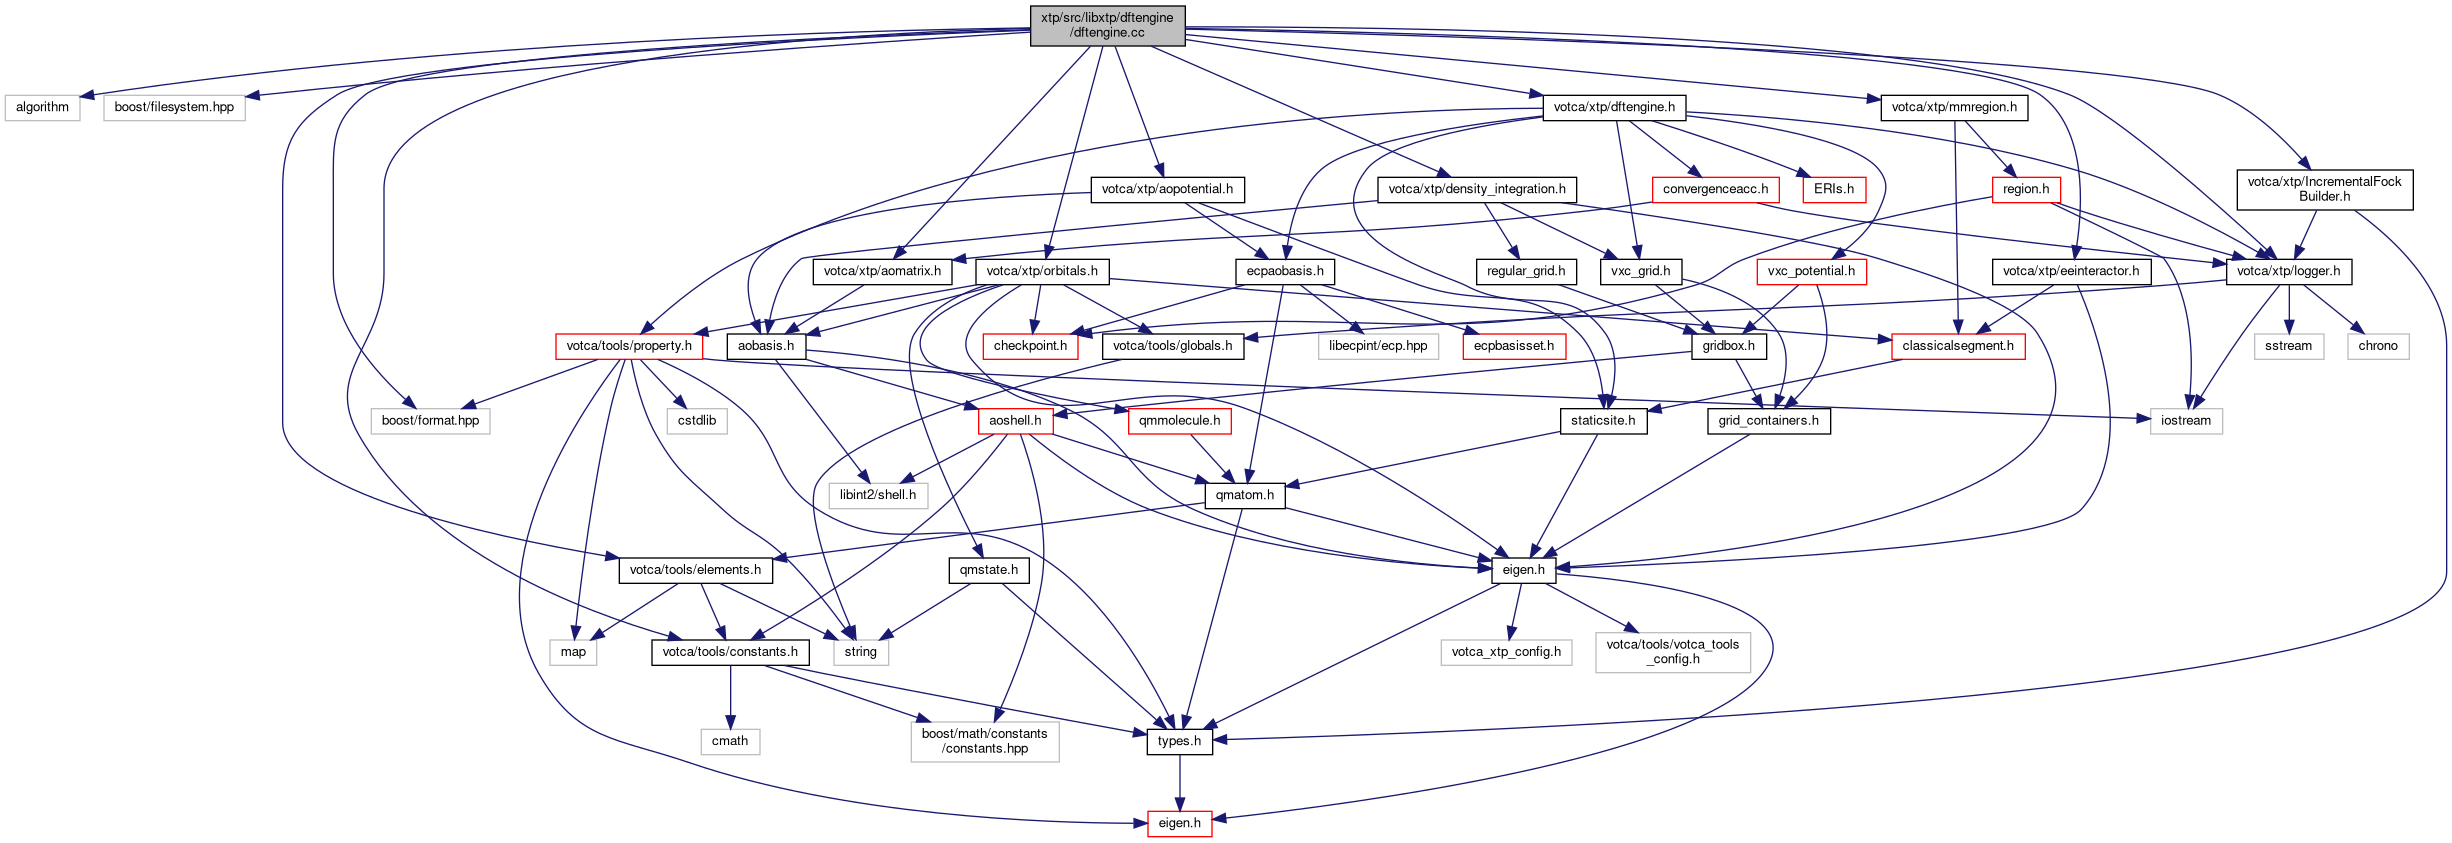 xtp/src/libxtp/dftengine
/dftengine.cc
algorithm
boost/filesystem.hpp
votca/xtp/dftengine.h
votca/xtp/mmregion.h
votca/xtp/aopotential.h
votca/xtp/density_integration.h
convergenceacc.h
ERIs.h
region.h
votca/xtp/IncrementalFock
Builder.h
votca/xtp/aomatrix.h
votca/xtp/orbitals.h
ecpaobasis.h
regular_grid.h
vxc_grid.h
vxc_potential.h
votca/xtp/eeinteractor.h
votca/xtp/logger.h
votca/tools/property.h
aobasis.h
checkpoint.h
votca/tools/globals.h
libecpint/ecp.hpp
ecpbasisset.h
gridbox.h
classicalsegment.h
sstream
chrono
boost/format.hpp
cstdlib
aoshell.h
qmmolecule.h
staticsite.h
grid_containers.h
iostream
libint2/shell.h
qmatom.h
votca/tools/elements.h
qmstate.h
eigen.h
map
votca/tools/constants.h
string
votca_xtp_config.h
votca/tools/votca_tools
_config.h
cmath
boost/math/constants
/constants.hpp
types.h
eigen.h